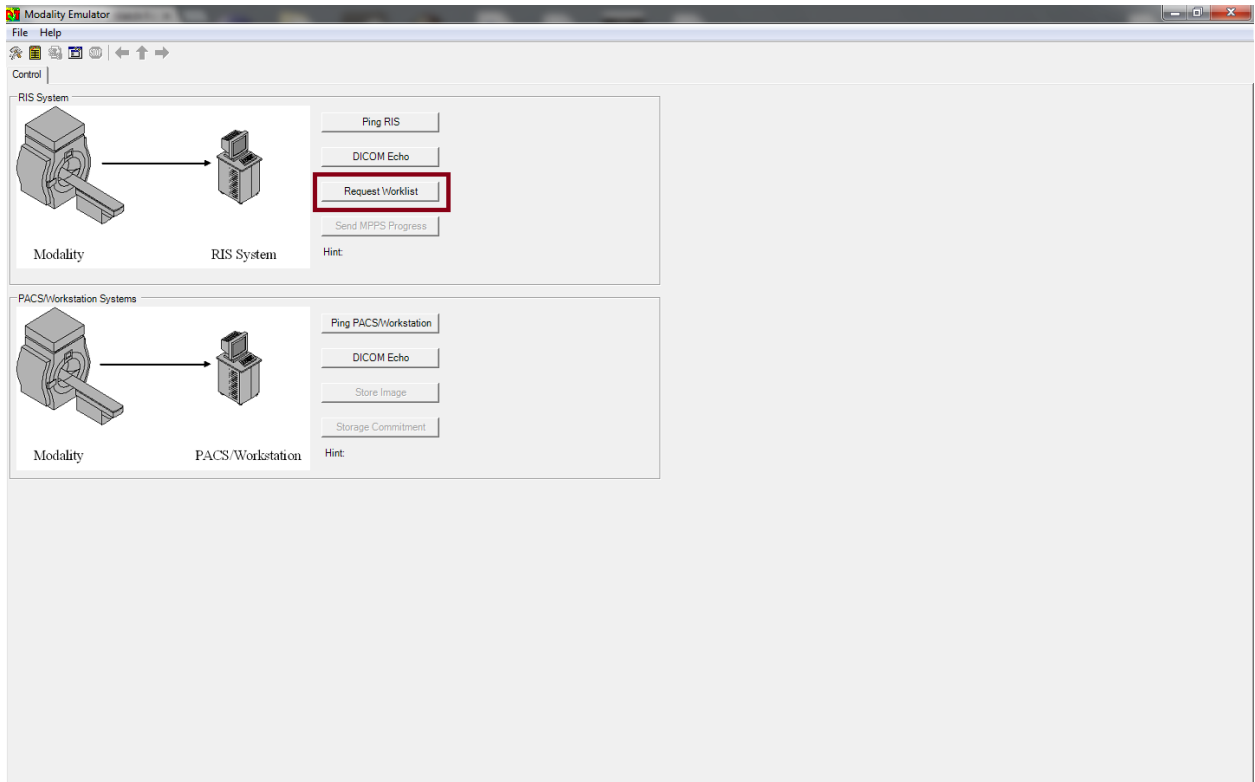 Modality Emulator
File Help
Control
RIS System
Ping RIS
DICOM Echo
Request Worklist
Send MPPS Progress
Modality RIS System Hint:
PACS/Workstation Systems
Ping PACS/Workstation
DICOM Echo
Store Image
Storage Commitment
Modality PACS/Workstation Hint: